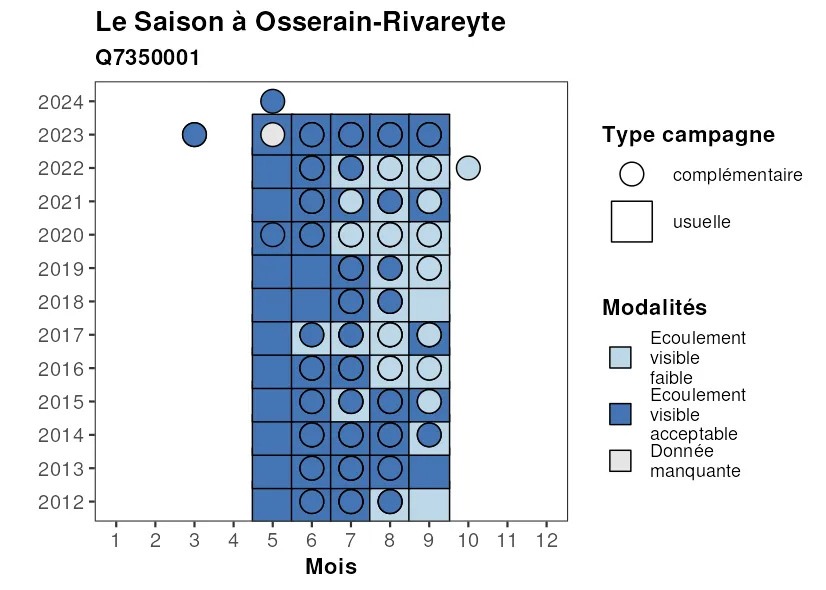 Le Saison à Osserain-Rivareyte
Q7350001
2024
2023
2022
2021
2020
2019
2018
2017
2016
2015
2014
2013
2012
1 2 3 4 5 6 7 8 9 10 11 12
Mois
Type campagne
complémentaire
usuelle
Modalités
Ecoulement
visible
faible
Ecoulement
visible
acceptable
Donnée
manquante